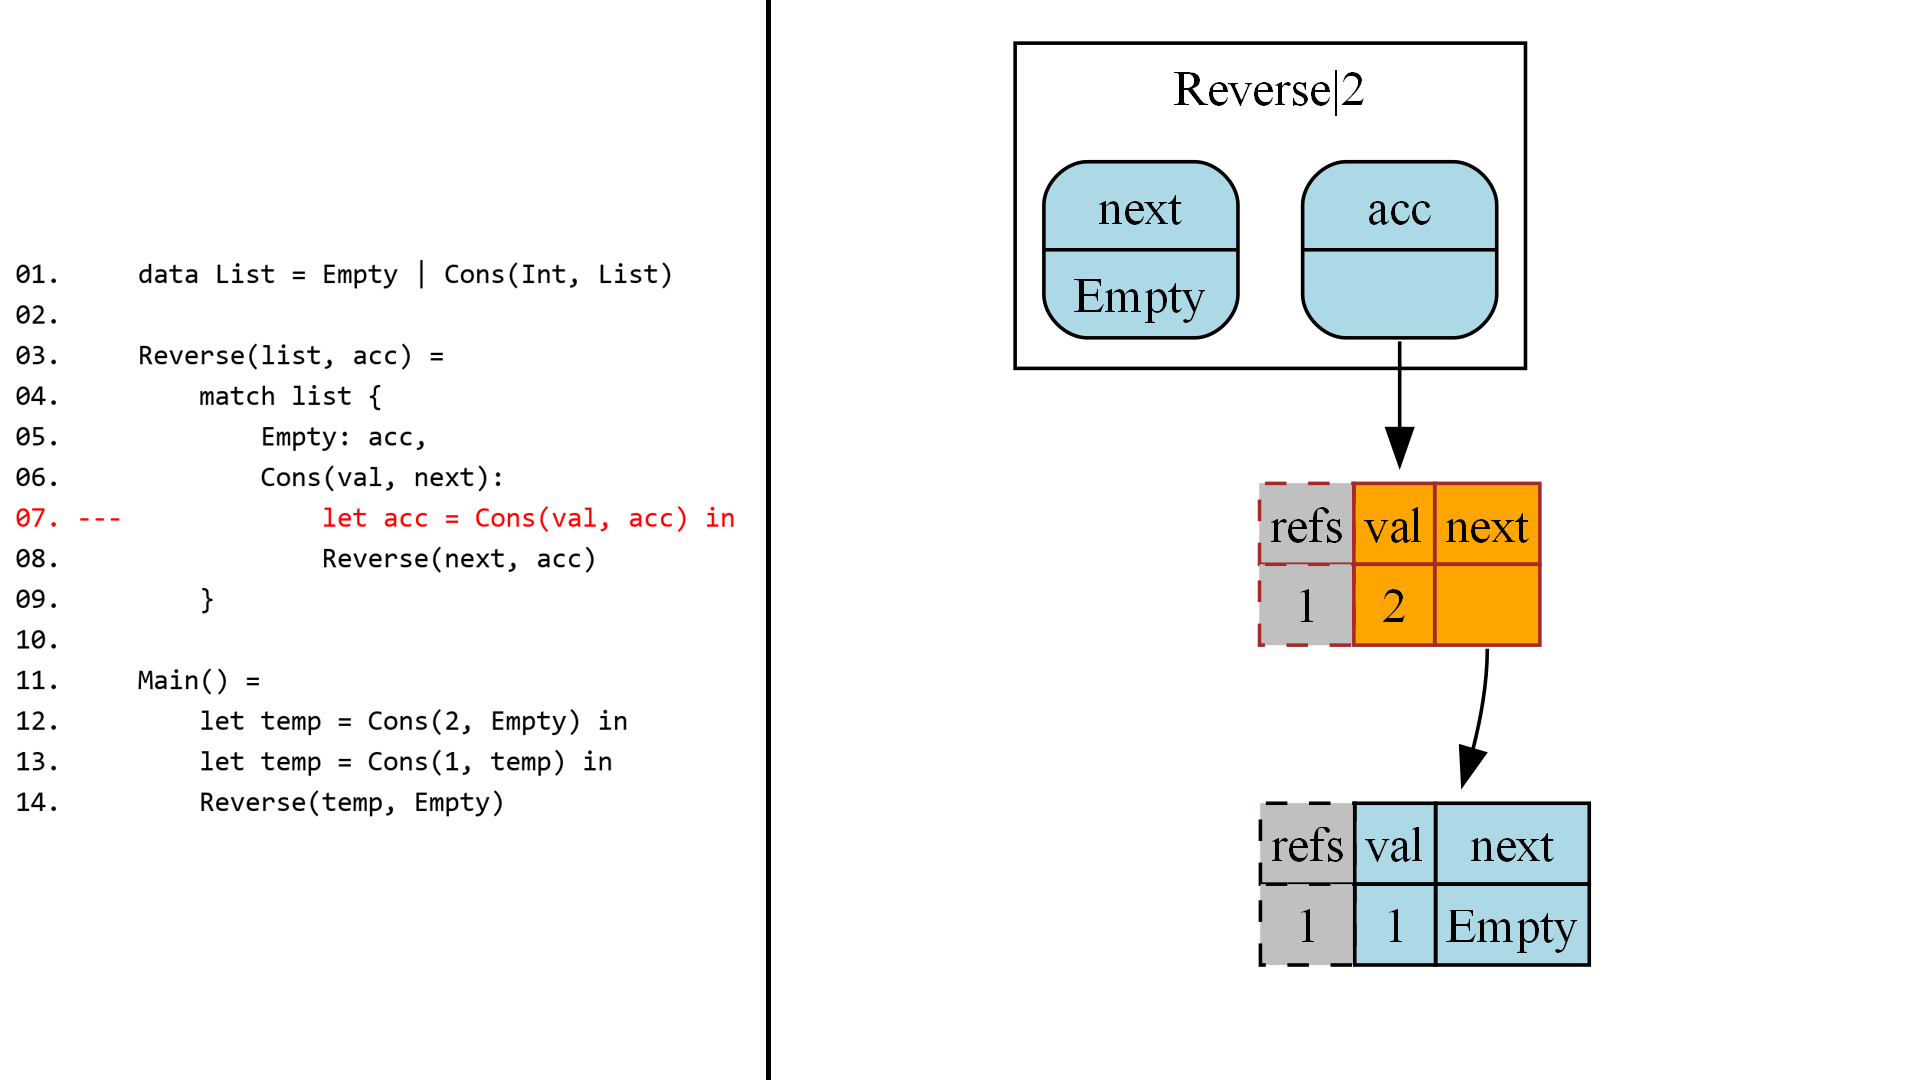 01.     data List = Empty | Cons(Int, List)
02.
03.     Reverse(list, acc) =
04.         match list {
05.             Empty: acc,
06.             Cons(val, next):
07. ---             let acc = Cons(val, acc) in
08.                 Reverse(next, acc)
09.         }
10.
11.     Main() =
12.         let temp = Cons(2, Empty) in
13.         let temp = Cons(1, temp) in
14.         Reverse(temp, Empty)
Reverse|2
next acc
Empty
refs val next
1 2
refs val next
1 1 Empty